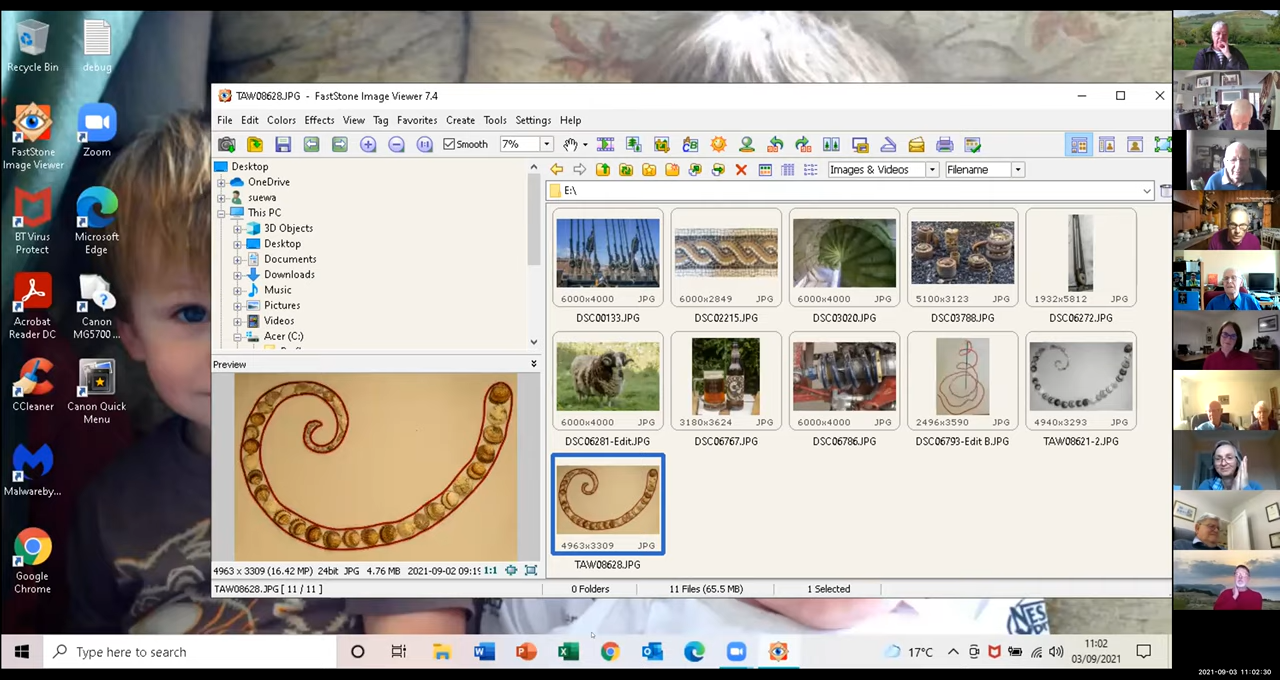 Recycle Bin
debug
FastStone
Image Viewer
Zoom
BT Virus
Protect
Microsoft
Edge
Acrobat
Reader DC
Canon
MG5700 ...
CCleaner
Canon Quick
Menu
Malwareby...
Google
Chrome
TAW08628.JPG - FastStone Image Viewer 7.4
File Edit Colors Effects View Tag Favorites Create Tools Settings Help
Smooth 7%
Desktop
OneDrive
suewa
This PC
3D Objects
Desktop
Documents
Downloads
Music
Pictures
Videos
Acer (C:)
Images & Videos Filename
E:\
6000x4000 JPG
DSC00133.JPG
6000x2849 JPG
DSC02215.JPG
6000x4000 JPG
DSC03020.JPG
5100x3123 JPG
DSC03788.JPG
1932x5812 JPG
DSC06272.JPG
6000x4000 JPG
DSC06281-Edit.JPG
3180x3624 JPG
DSC06767.JPG
6000x4000 JPG
DSC06786.JPG
2496x3590 JPG
DSC06793-Edit B.JPG
4940x3293 JPG
TAW08621-2.JPG
4963x3309 JPG
TAW08628.JPG
Preview
4963 x 3309 (16.42 MP) 24bit JPG 4.76 MB 2021-09-02 09:19 1:1
TAW08628.JPG [ 11 / 11 ]
0 Folders
11 Files (65.5 MB)
1 Selected
NES
Type here to search
17°C
11:02
03/09/2021
2021-09-03 11:02:30